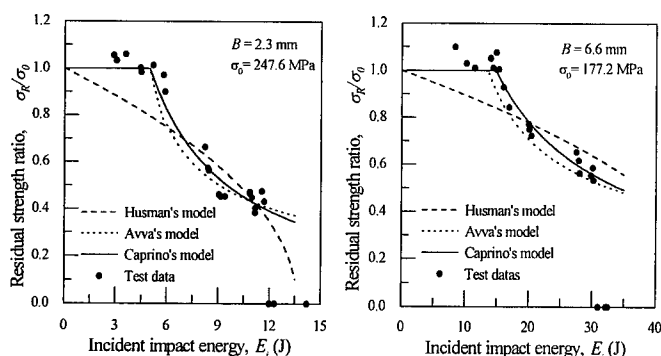 B = 2.3 mm
σ₀= 247.6 MPa
Residual strength ratio, σR/σ0
1.0
0.8
0.6
0.4
0.2
0.0
Husman's model
Avva's model
Caprino's model
Test data
0 3 6 9 12 15
Incident impact energy, Ei (J)
B = 6.6 mm
σ₀= 177.2 MPa
Residual strength ratio, σR/σ0
1.2
1.0
0.8
0.6
0.4
0.2
0.0
Husman's model
Avva's model
Caprino's model
Test datas
0 10 20 30 40
Incident impact energy, Ei (J)